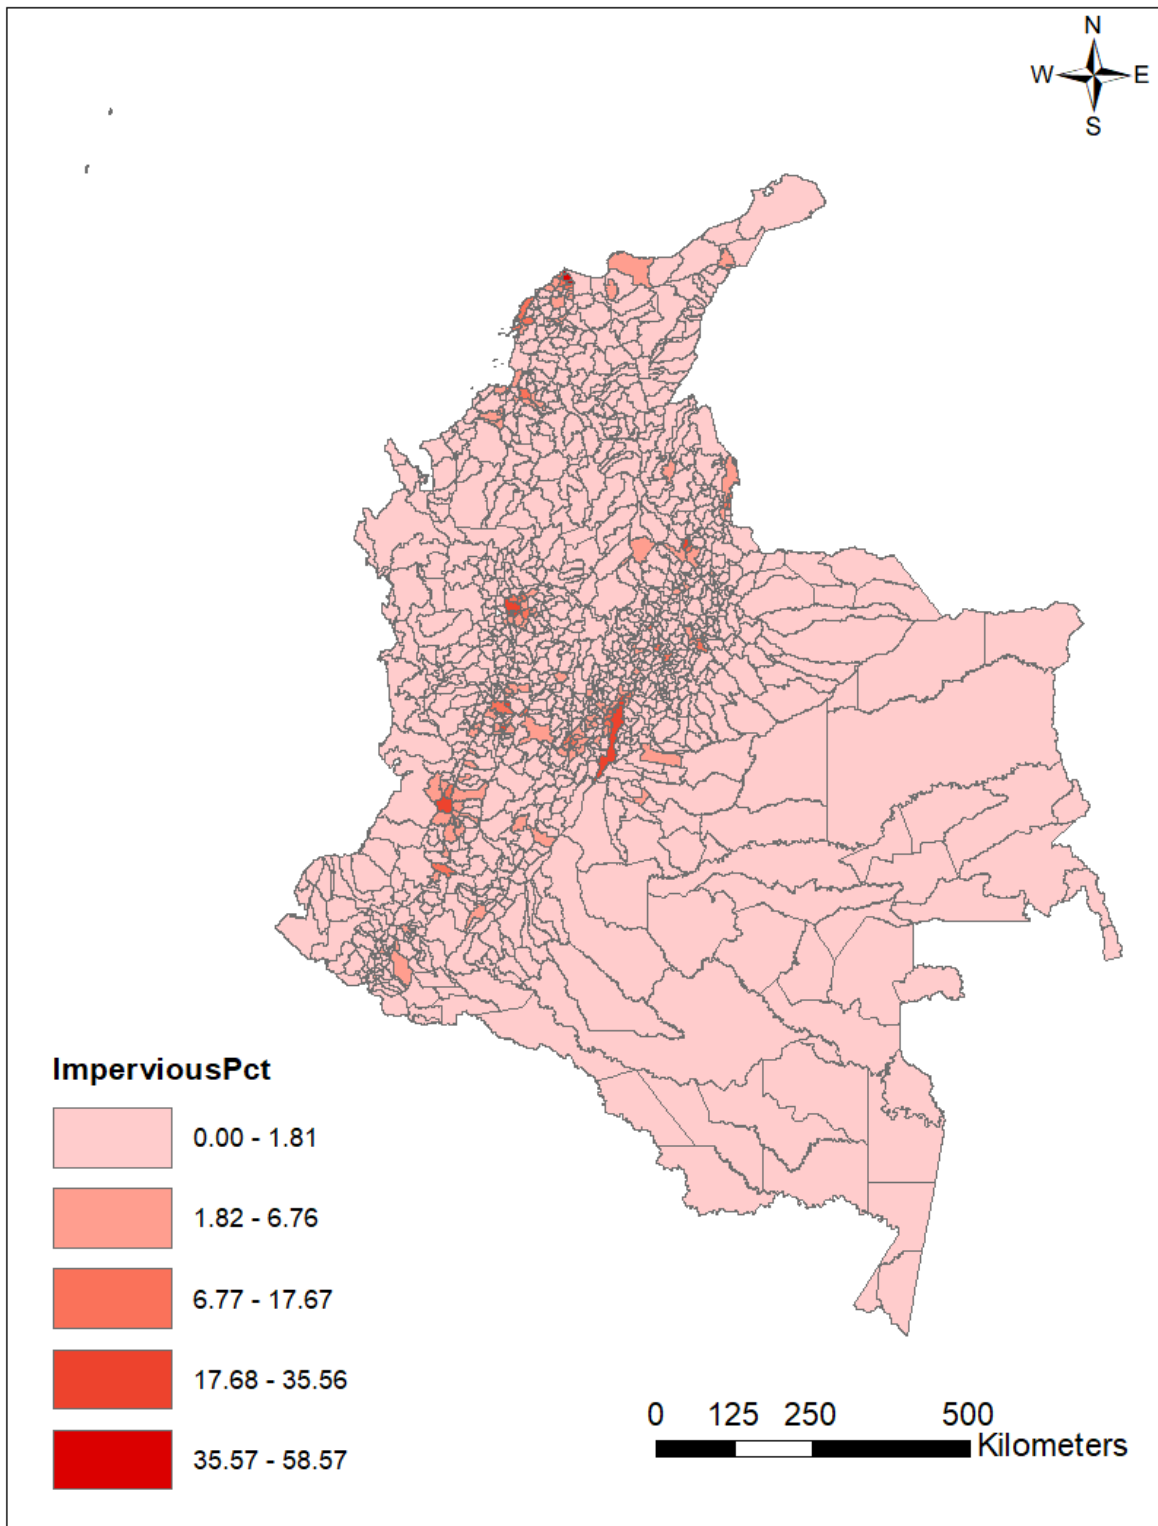 N
W E
S
ImperviousPct
0.00 - 1.81
1.82 - 6.76
6.77 - 17.67
17.68 - 35.56
35.57 - 58.57
0 125 250 500
Kilometers